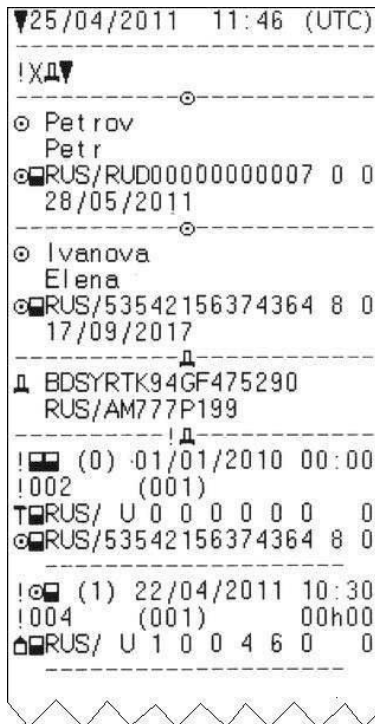 ▼25/04/2011 11:46 (UTC)
!XД▼
Petrov
Petr
RUS/RUD00000000007 0 0
28/05/2011
Ivanova
Elena
RUS/53542156374364 8 0
17/09/2017
Д BDSYRTK94GF475290
RUS/AM777P199
!Д
! (0) 01/01/2010 00:00
!002 (001)
TRUS/ U 0 0 0 0 0 0 0
RUS/53542156374364 8 0
! (1) 22/04/2011 10:30
!004 (001) 00h00
RUS/ U 1 0 0 4 6 0 0